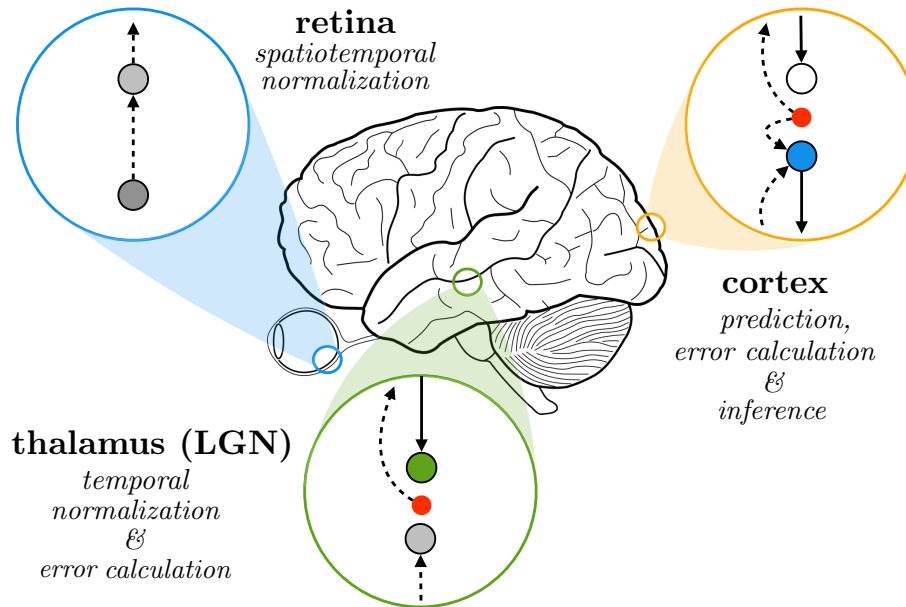 retina
spatiotemporal
normalization
cortex
prediction,
error calculation
&
inference
thalamus (LGN)
temporal
normalization
&
error calculation